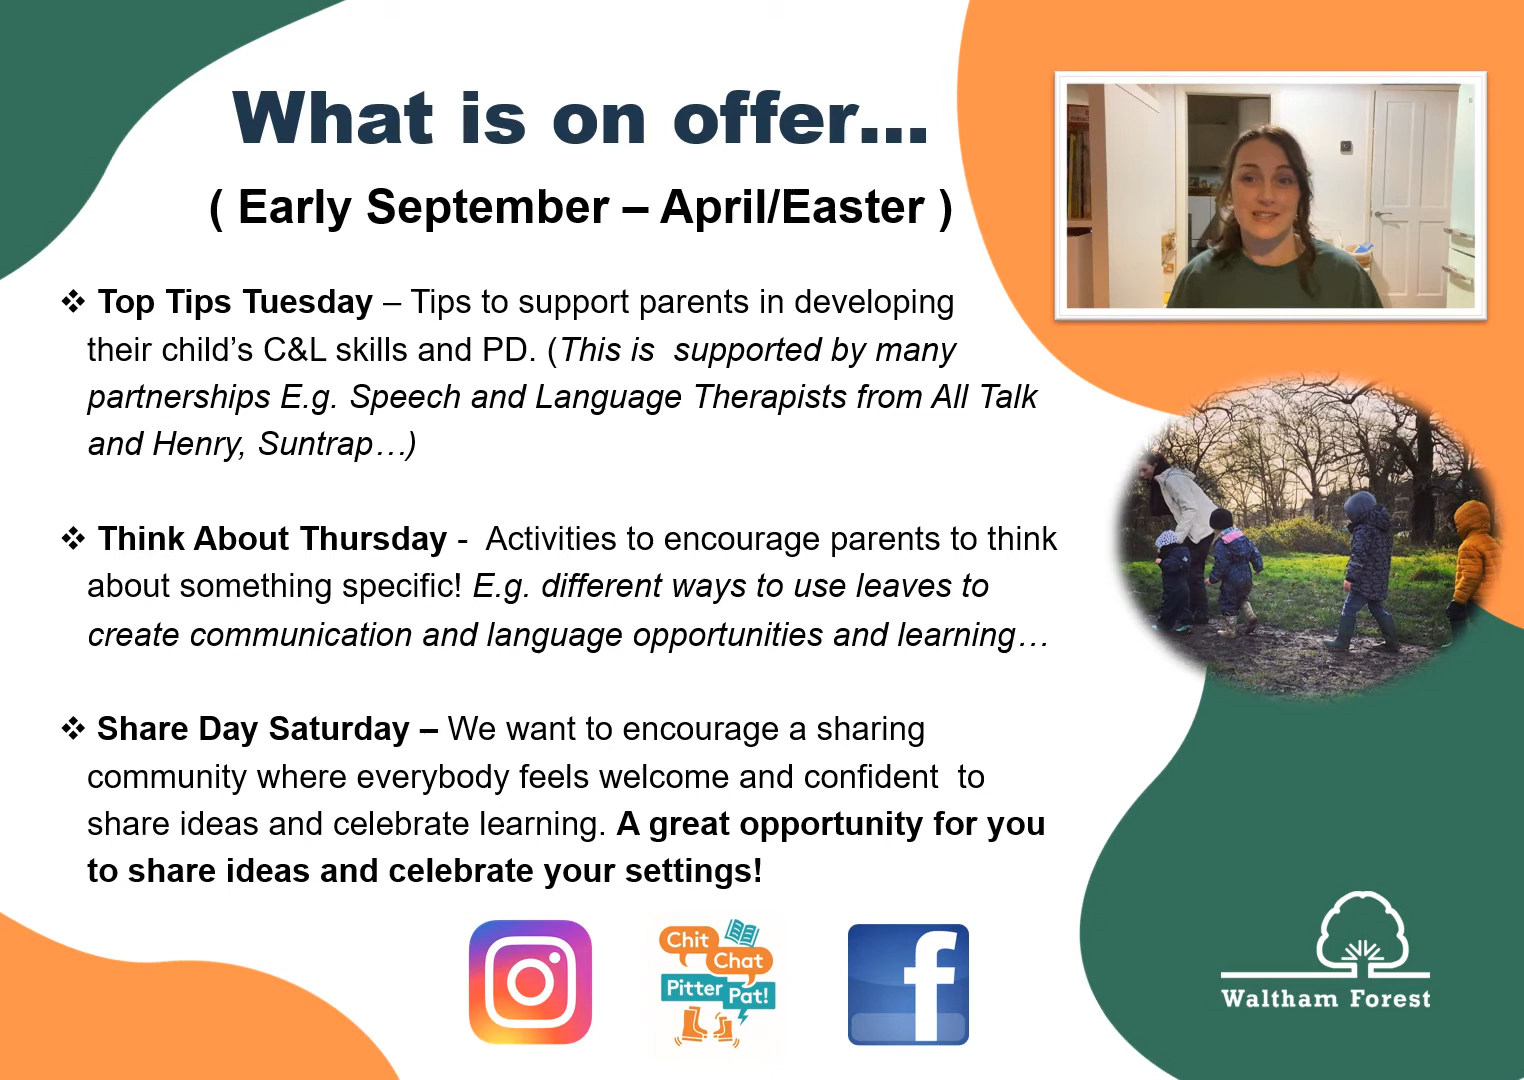 What is on offer...
( Early September – April/Easter )
❖ Top Tips Tuesday – Tips to support parents in developing
their child’s C&L skills and PD. (This is  supported by many
partnerships E.g. Speech and Language Therapists from All Talk
and Henry, Suntrap…)
❖ Think About Thursday -  Activities to encourage parents to think
about something specific! E.g. different ways to use leaves to
create communication and language opportunities and learning…
❖ Share Day Saturday – We want to encourage a sharing
community where everybody feels welcome and confident  to
share ideas and celebrate learning. A great opportunity for you
to share ideas and celebrate your settings!
Chit
Chat
Pitter
Pat!
f
Waltham Forest